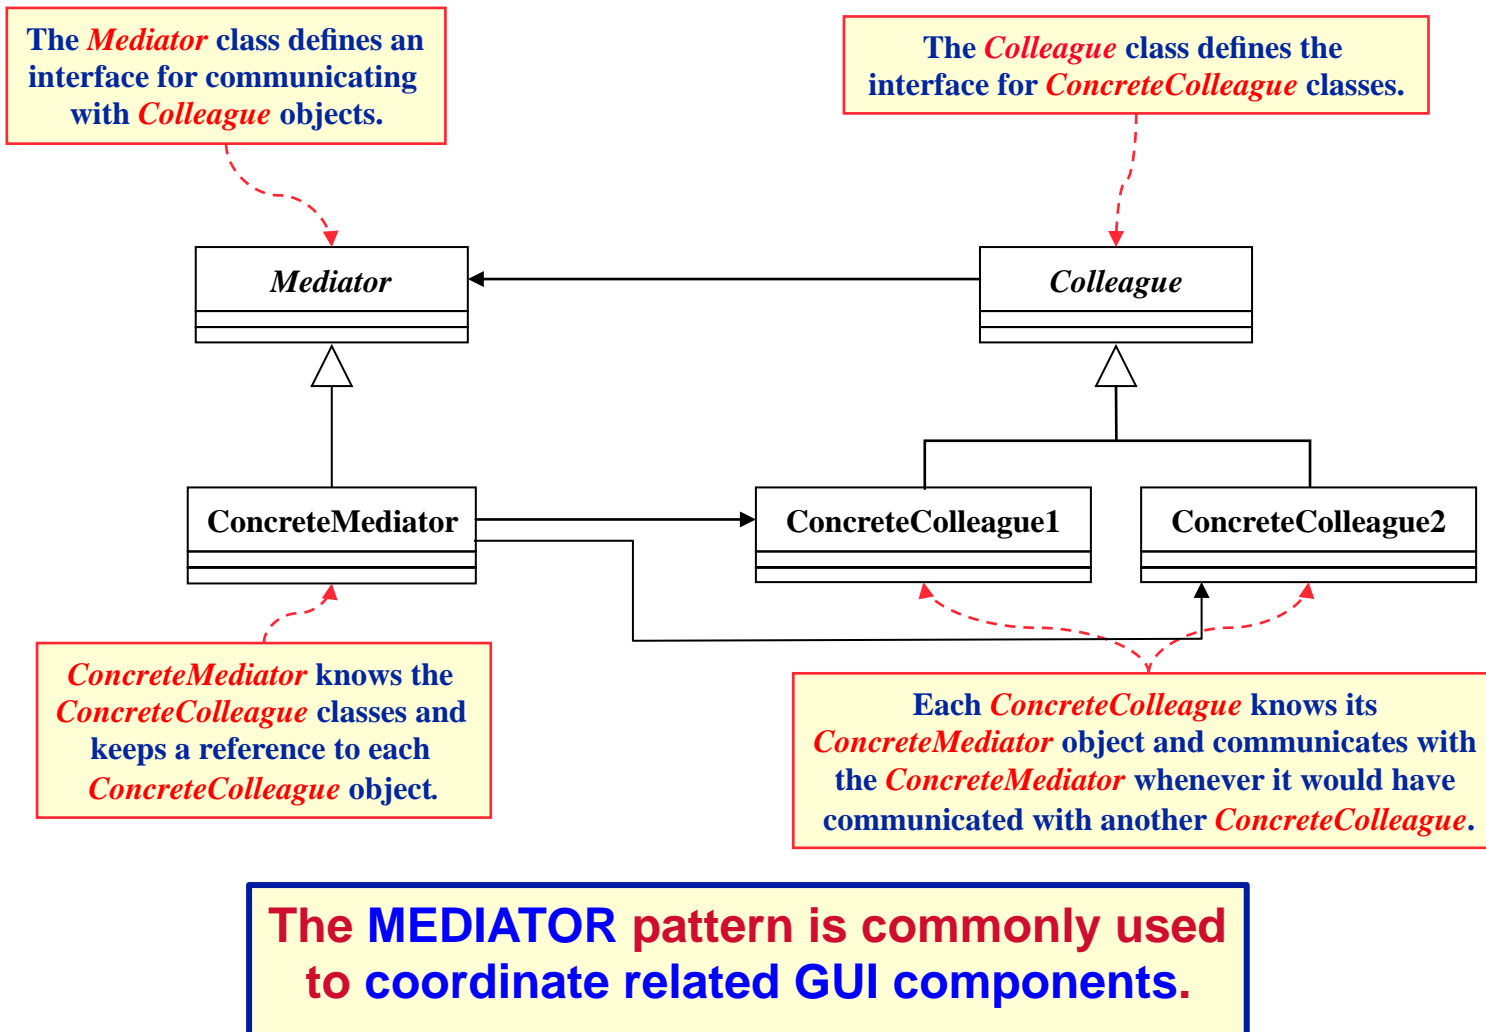 The Mediator class defines an
interface for communicating
with Colleague objects.
The Colleague class defines the
interface for ConcreteColleague classes.
Mediator
Colleague
ConcreteMediator
ConcreteColleague1
ConcreteColleague2
ConcreteMediator knows the
ConcreteColleague classes and
keeps a reference to each
ConcreteColleague object.
Each ConcreteColleague knows its
ConcreteMediator object and communicates with
the ConcreteMediator whenever it would have
communicated with another ConcreteColleague.
The MEDIATOR pattern is commonly used
to coordinate related GUI components.